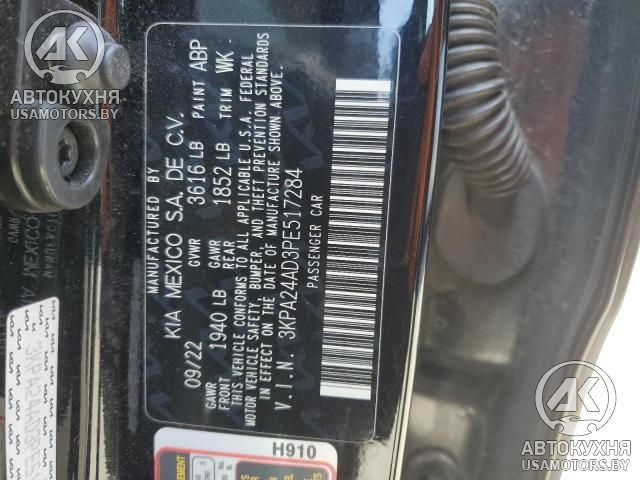 MANUFACTURED BY
KIA MEXICO S.A. DE C.V.
09/22 GVWR 3616 LB PAINT ABP
GAWR FRONT 1940 LB GAWR REAR 1852 LB TRIM WK
THIS VEHICLE CONFORMS TO ALL APPLICABLE U.S.A. FEDERAL
MOTOR VEHICLE SAFETY, BUMPER, AND THEFT PREVENTION STANDARDS
IN EFFECT ON THE DATE OF MANUFACTURE SHOWN ABOVE.
V.I.N. 3KPA24AD3PE517284
PASSENGER CAR
H910
AK
АВТОКУХНЯ
USAMOTORS.BY
AK
АВТОКУХНЯ
USAMOTORS.BY